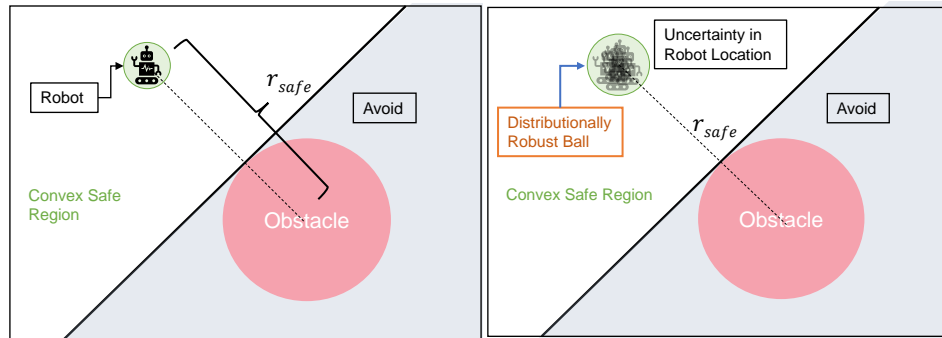 r_safe
Robot
Avoid
Convex Safe
Region
Obstacle
Uncertainty in
Robot Location
Avoid
Distributionally
Robust Ball
r_safe
Convex Safe Region
Obstacle